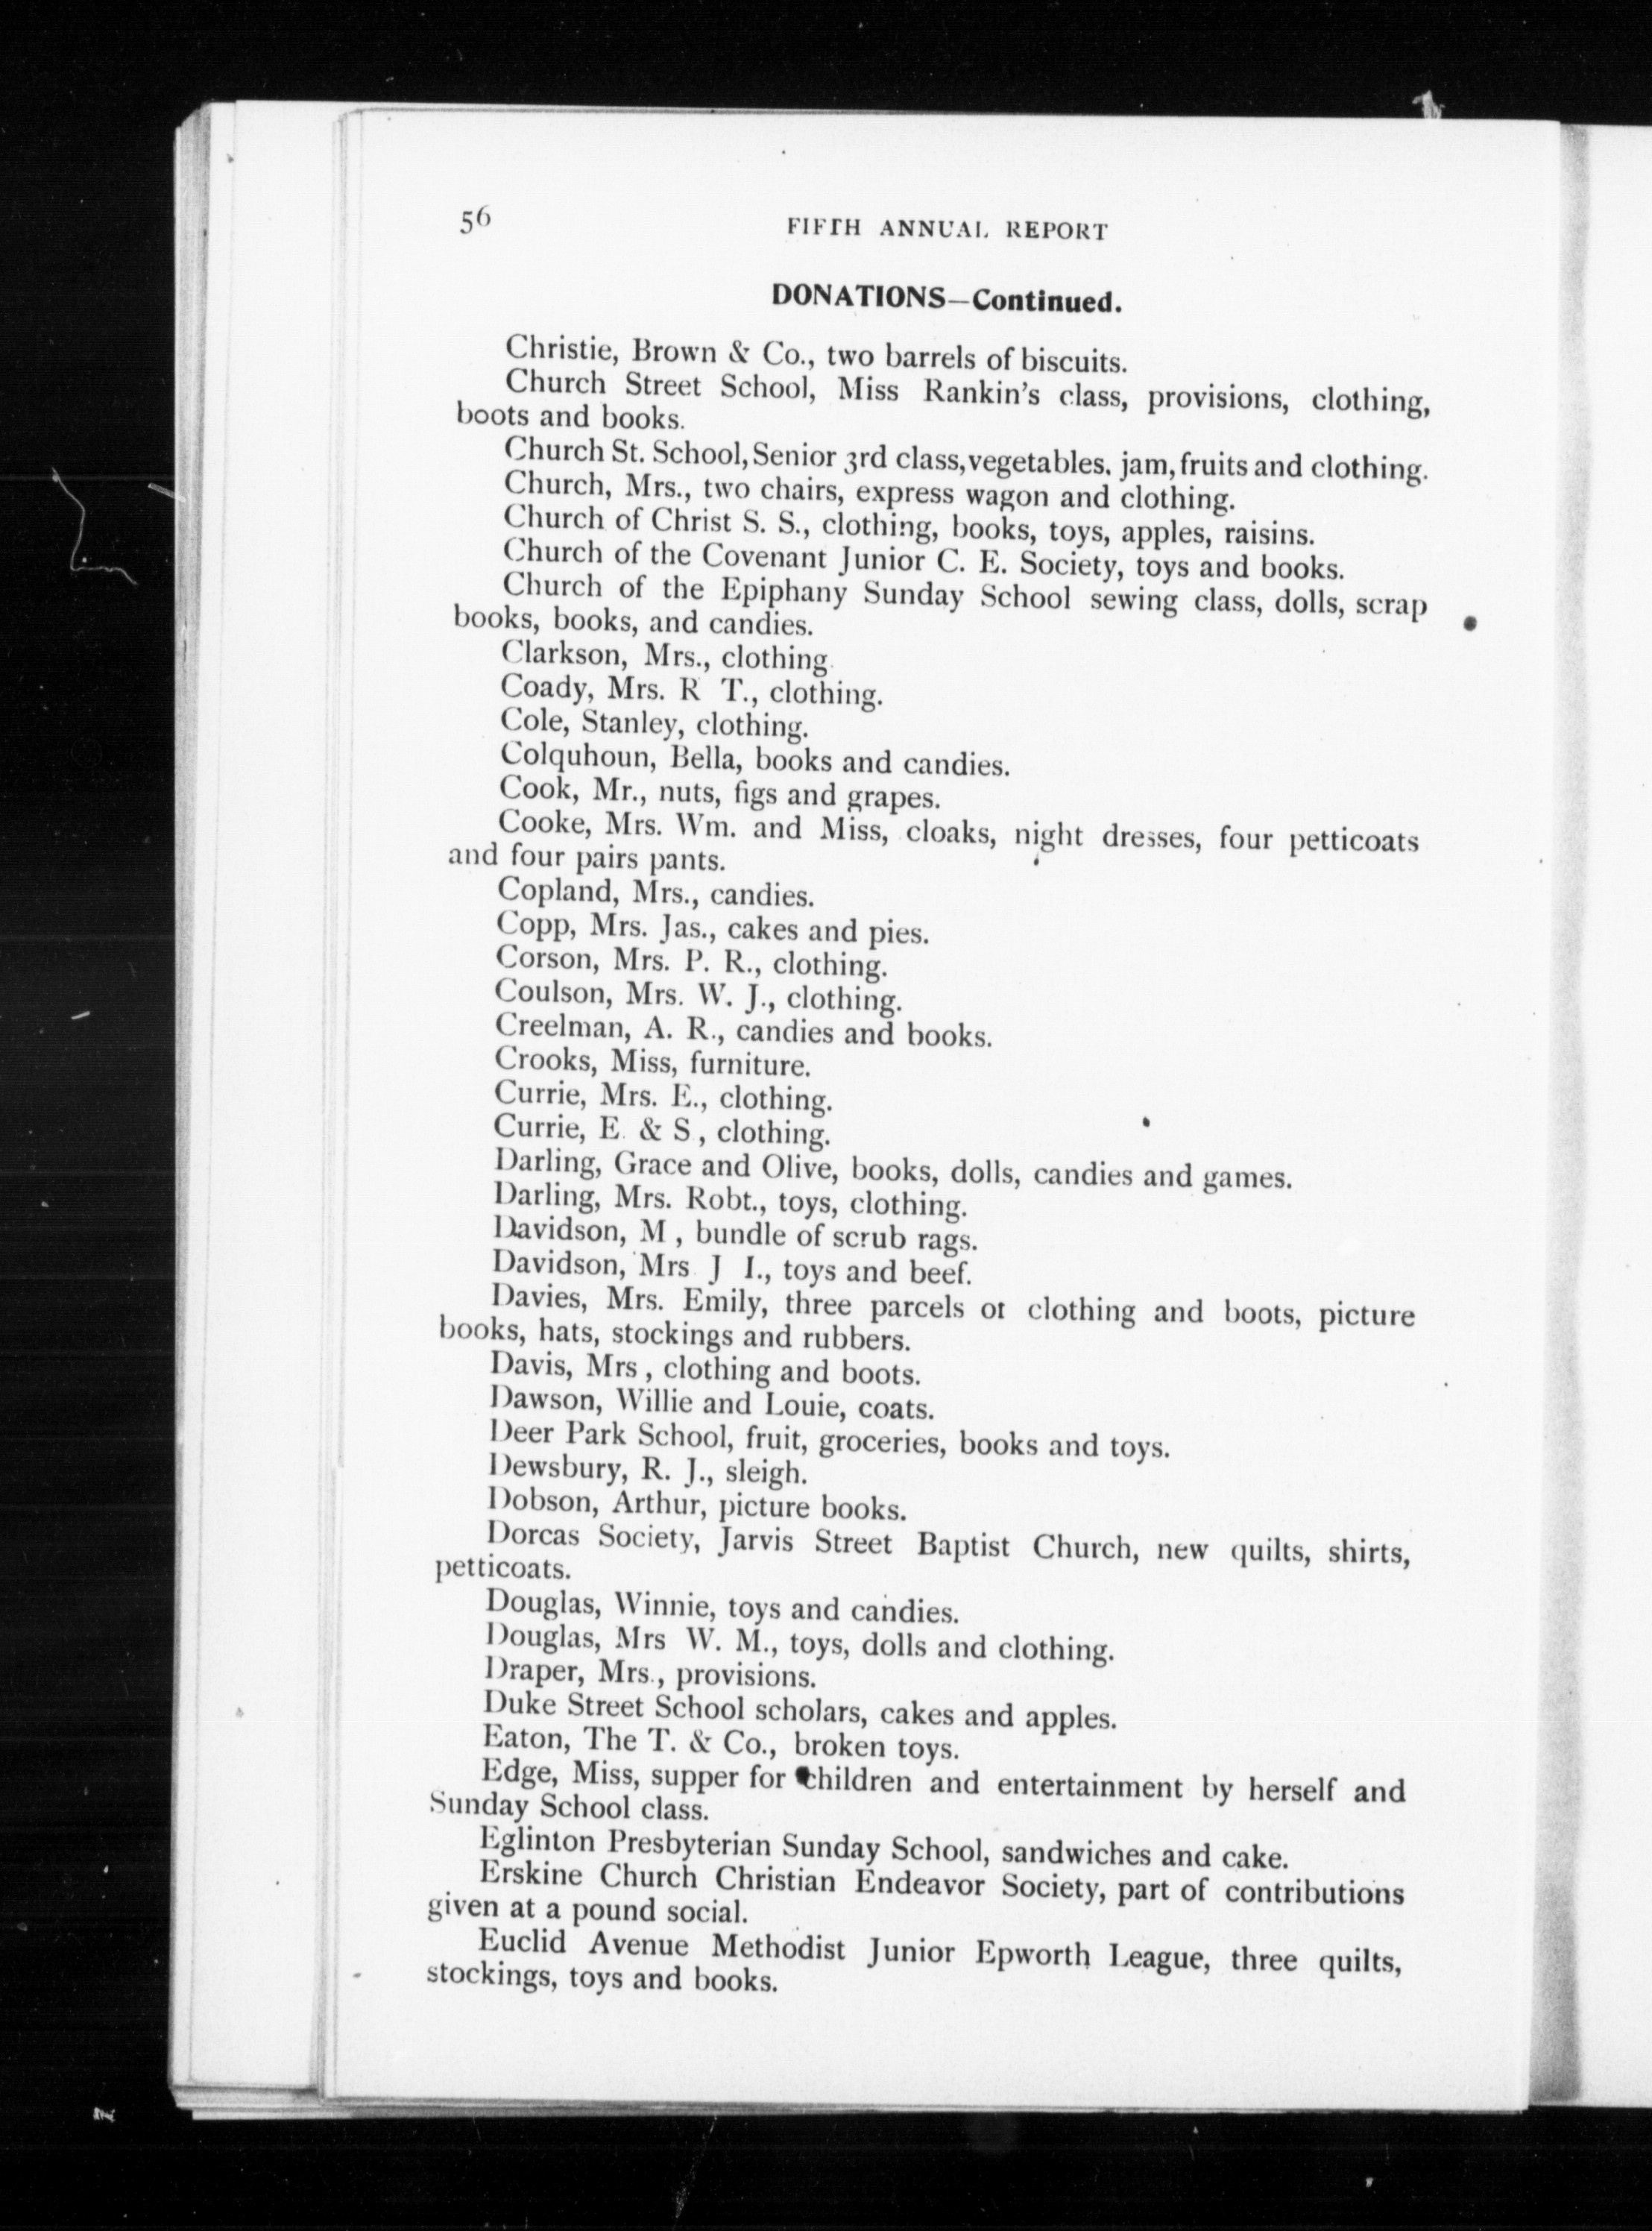 56
FIFTH ANNUAL REPORT
DONATIONS—Continued.
Christie, Brown & Co., two barrels of biscuits.
Church Street School, Miss Rankin's class, provisions, clothing,
boots and books.
Church St. School, Senior 3rd class, vegetables, jam, fruits and clothing.
Church, Mrs., two chairs, express wagon and clothing.
Church of Christ S. S., clothing, books, toys, apples, raisins.
Church of the Covenant Junior C. E. Society, toys and books.
Church of the Epiphany Sunday School sewing class, dolls, scrap
books, books, and candies.
Clarkson, Mrs., clothing.
Coady, Mrs. R T., clothing.
Cole, Stanley, clothing.
Colquhoun, Bella, books and candies.
Cook, Mr., nuts, figs and grapes.
Cooke, Mrs. Wm. and Miss, cloaks, night dresses, four petticoats
and four pairs pants.
Copland, Mrs., candies.
Copp, Mrs. Jas., cakes and pies.
Corson, Mrs. P. R., clothing.
Coulson, Mrs. W. J., clothing.
Creelman, A. R., candies and books.
Crooks, Miss, furniture.
Currie, Mrs. E., clothing.
Currie, E. & S., clothing.
Darling, Grace and Olive, books, dolls, candies and games.
Darling, Mrs. Robt., toys, clothing.
Davidson, M , bundle of scrub rags.
Davidson, Mrs J I., toys and beef.
Davies, Mrs. Emily, three parcels of clothing and boots, picture
books, hats, stockings and rubbers.
Davis, Mrs , clothing and boots.
Dawson, Willie and Louie, coats.
Deer Park School, fruit, groceries, books and toys.
Dewsbury, R. J., sleigh.
Dobson, Arthur, picture books.
Dorcas Society, Jarvis Street Baptist Church, new quilts, shirts,
petticoats.
Douglas, Winnie, toys and candies.
Douglas, Mrs W. M., toys, dolls and clothing.
Draper, Mrs., provisions.
Duke Street School scholars, cakes and apples.
Eaton, The T. & Co., broken toys.
Edge, Miss, supper for children and entertainment by herself and
Sunday School class.
Eglinton Presbyterian Sunday School, sandwiches and cake.
Erskine Church Christian Endeavor Society, part of contributions
given at a pound social.
Euclid Avenue Methodist Junior Epworth League, three quilts,
stockings, toys and books.